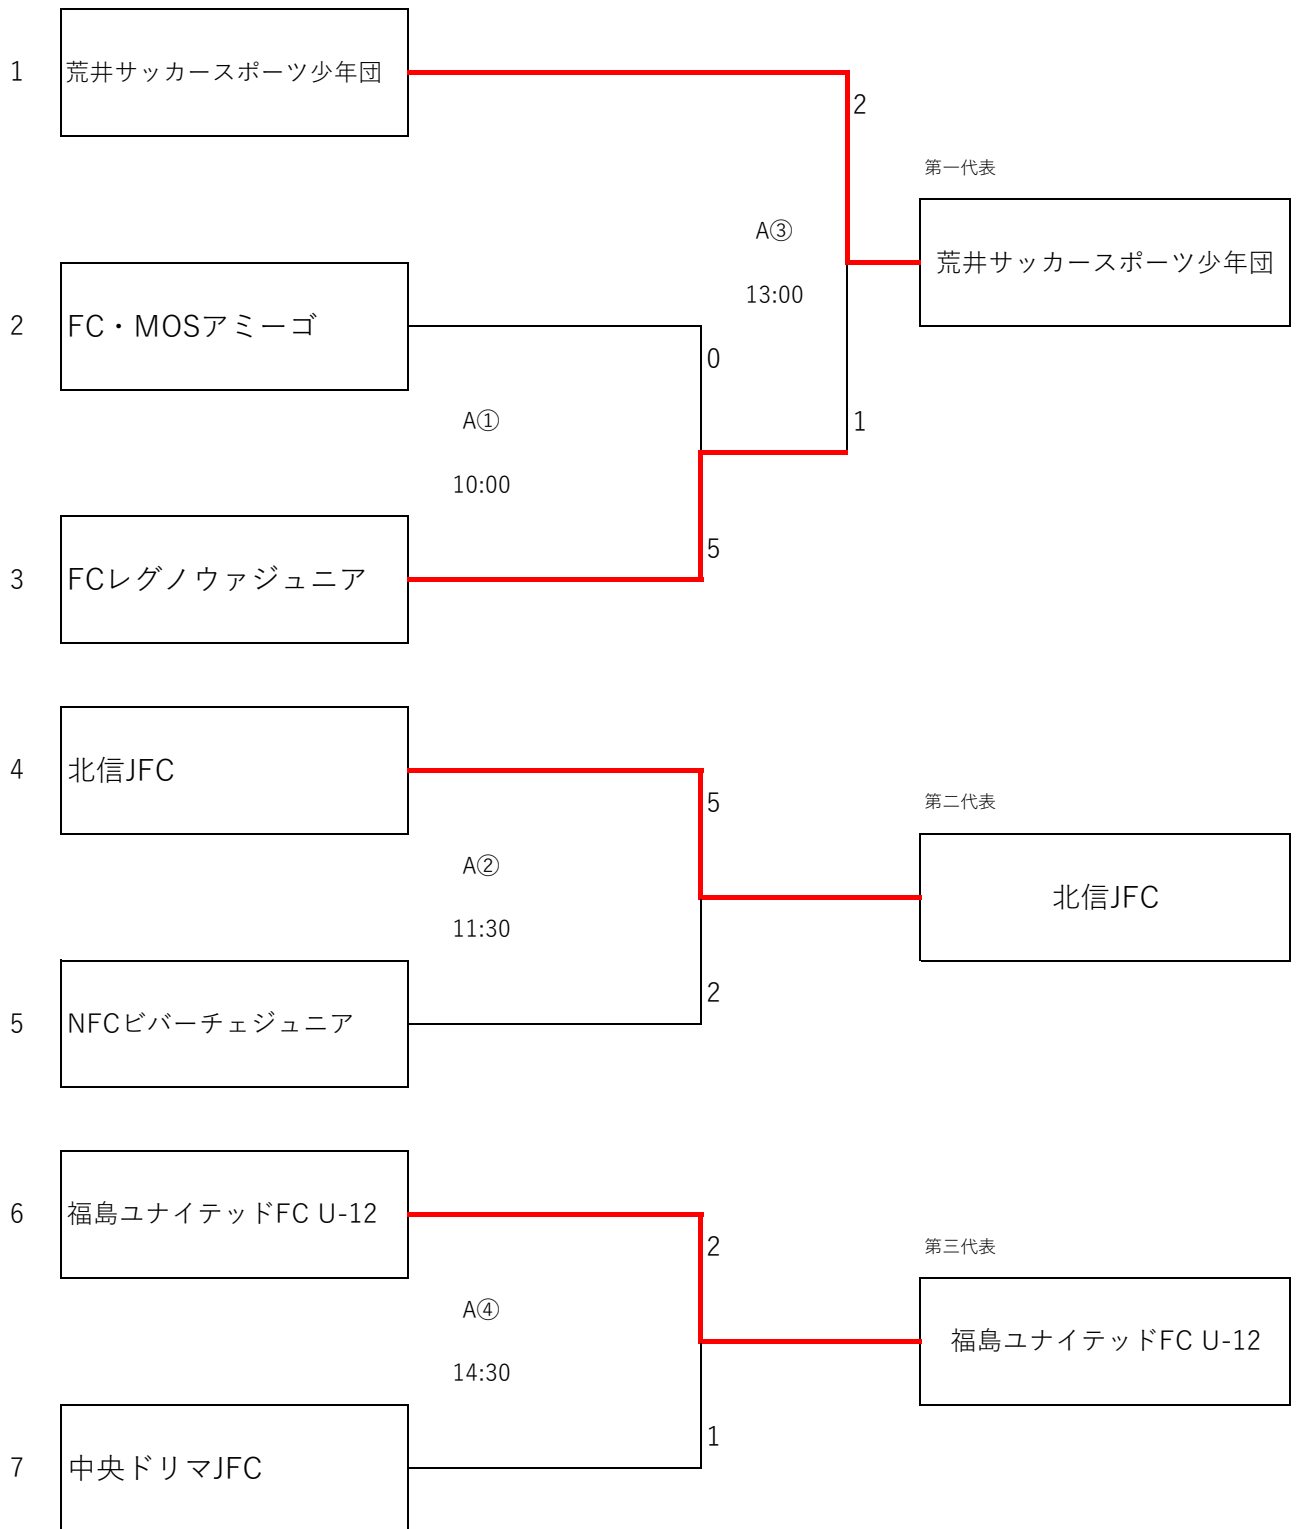 1
荒井サッカースポーツ少年団
2
第一代表
A③
荒井サッカースポーツ少年団
13:00
2
FC・MOSアミーゴ
0
A①
1
10:00
5
3
FCレグノウァジュニア
4
北信JFC
5
第二代表
A②
北信JFC
11:30
2
5
NFCビバーチェジュニア
6
福島ユナイテッドFC U-12
2
第三代表
A④
福島ユナイテッドFC U-12
14:30
1
7
中央ドリマJFC